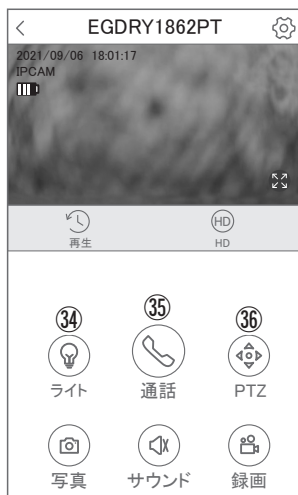 < EGDRY1862PT
2021/09/06 18:01:17
IPCAM
HD
再生 HD
㉞ ㉟ ㊱
ライト 通話 PTZ
写真 サウンド 録画